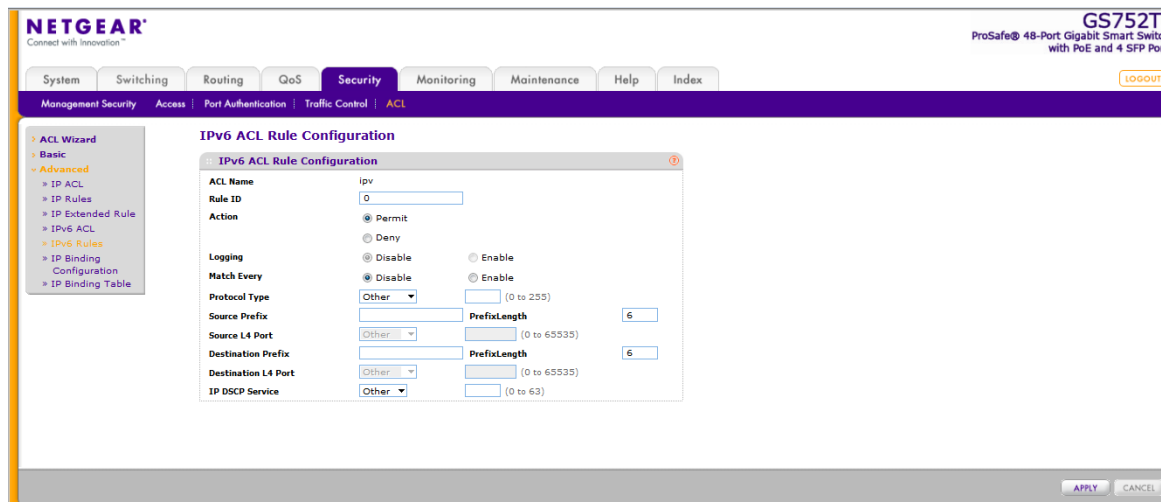 NETGEAR®
Connect with Innovation™
GS752T
ProSafe® 48-Port Gigabit Smart Switc
with PoE and 4 SFP Por
System Switching Routing QoS Security Monitoring Maintenance Help Index
LOGOUT
Management Security Access Port Authentication Traffic Control ACL
ACL Wizard
Basic
Advanced
» IP ACL
» IP Rules
» IP Extended Rule
» IPv6 ACL
» IPv6 Rules
» IP Binding
Configuration
» IP Binding Table
IPv6 ACL Rule Configuration
IPv6 ACL Rule Configuration ?
ACL Name ipv
Rule ID 0
Action Permit
Deny
Logging Disable Enable
Match Every Disable Enable
Protocol Type Other (0 to 255)
Source Prefix PrefixLength 6
Source L4 Port Other (0 to 65535)
Destination Prefix PrefixLength 6
Destination L4 Port Other (0 to 65535)
IP DSCP Service Other (0 to 63)
APPLY CANCEL